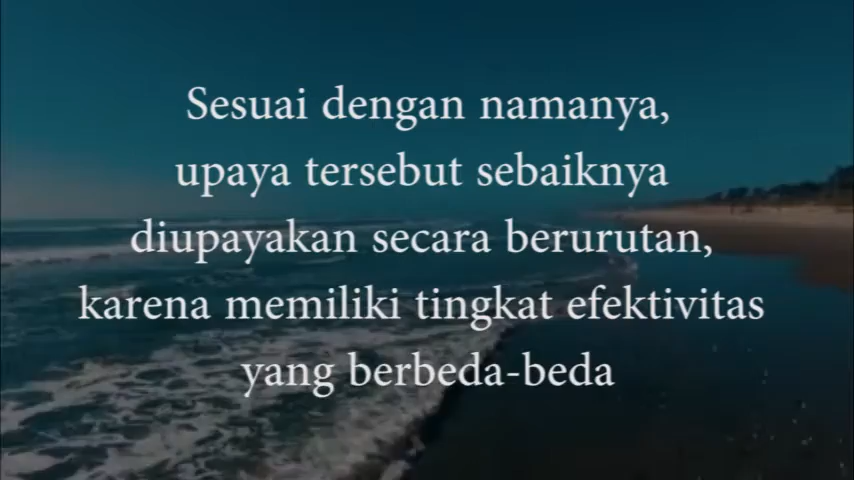 Sesuai dengan namanya,
upaya tersebut sebaiknya
diupayakan secara berurutan,
karena memiliki tingkat efektivitas
yang berbeda-beda